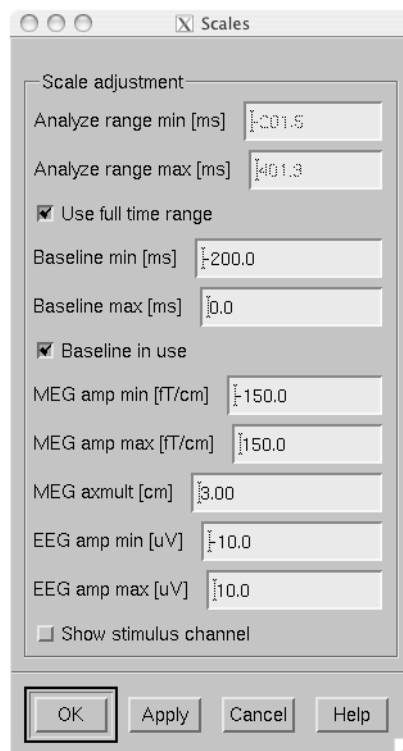 Scales
Scale adjustment
Analyze range min [ms] -201.5
Analyze range max [ms] 401.3
Use full time range
Baseline min [ms] -200.0
Baseline max [ms] 0.0
Baseline in use
MEG amp min [fT/cm] -150.0
MEG amp max [fT/cm] 150.0
MEG axmult [cm] 3.00
EEG amp min [uV] -10.0
EEG amp max [uV] 10.0
Show stimulus channel
OK Apply Cancel Help